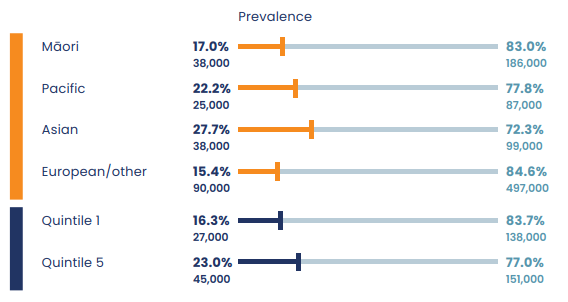 Prevalence
Māori 17.0% 83.0%
38,000 186,000
Pacific 22.2% 77.8%
25,000 87,000
Asian 27.7% 72.3%
38,000 99,000
European/other 15.4% 84.6%
90,000 497,000
Quintile 1 16.3% 83.7%
27,000 138,000
Quintile 5 23.0% 77.0%
45,000 151,000